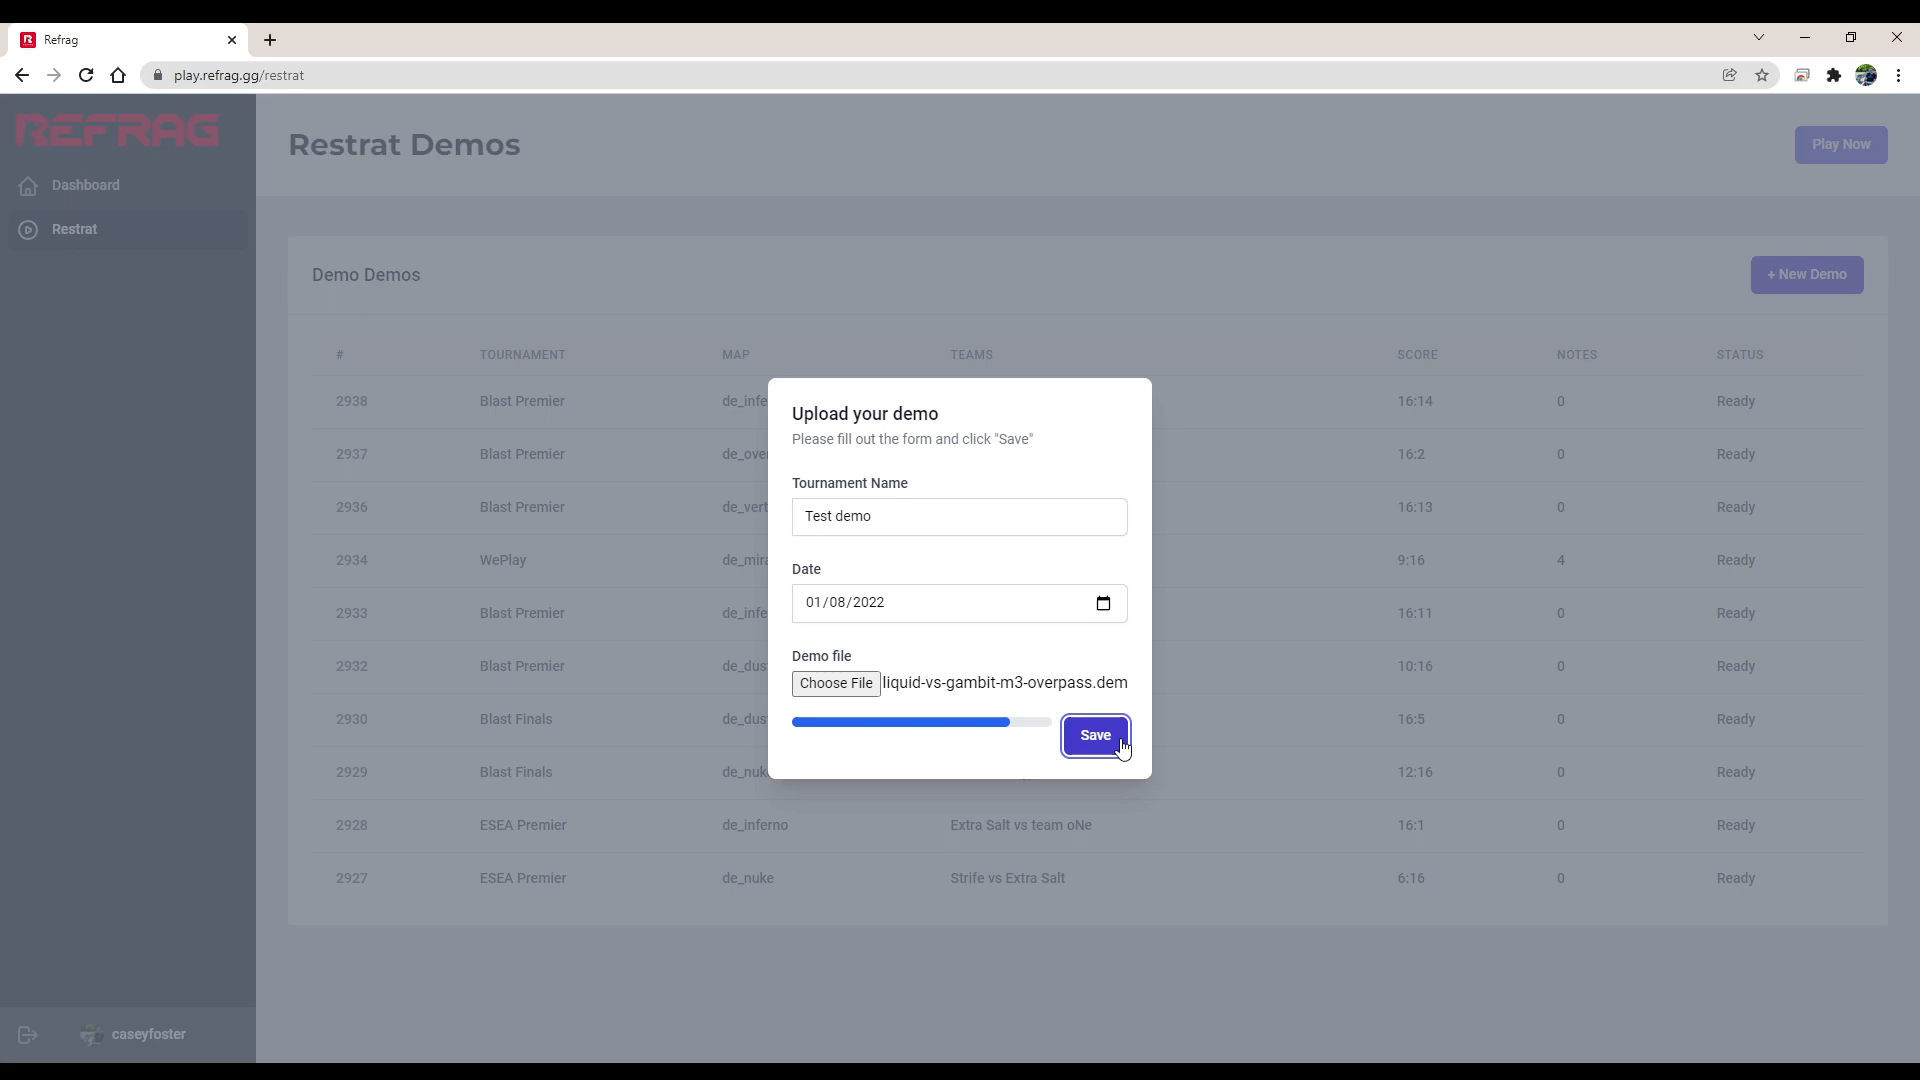 Refrag
play.refrag.gg/restrat
REFRAG
Dashboard
Restrat
Restrat Demos
Play Now
Demo Demos
+ New Demo
# TOURNAMENT MAP TEAMS SCORE NOTES STATUS
2938 Blast Premier de_infe 16:14 0 Ready
2937 Blast Premier de_over 16:2 0 Ready
2936 Blast Premier de_vert 16:13 0 Ready
2934 WePlay de_mira 9:16 4 Ready
2933 Blast Premier de_infe 16:11 0 Ready
2932 Blast Premier de_dus 10:16 0 Ready
2930 Blast Finals de_dus 16:5 0 Ready
2929 Blast Finals de_nuk 12:16 0 Ready
2928 ESEA Premier de_inferno Extra Salt vs team oNe 16:1 0 Ready
2927 ESEA Premier de_nuke Strife vs Extra Salt 6:16 0 Ready
Upload your demo
Please fill out the form and click "Save"
Tournament Name
Test demo
Date
01/08/2022
Demo file
Choose File liquid-vs-gambit-m3-overpass.dem
Save
caseyfoster